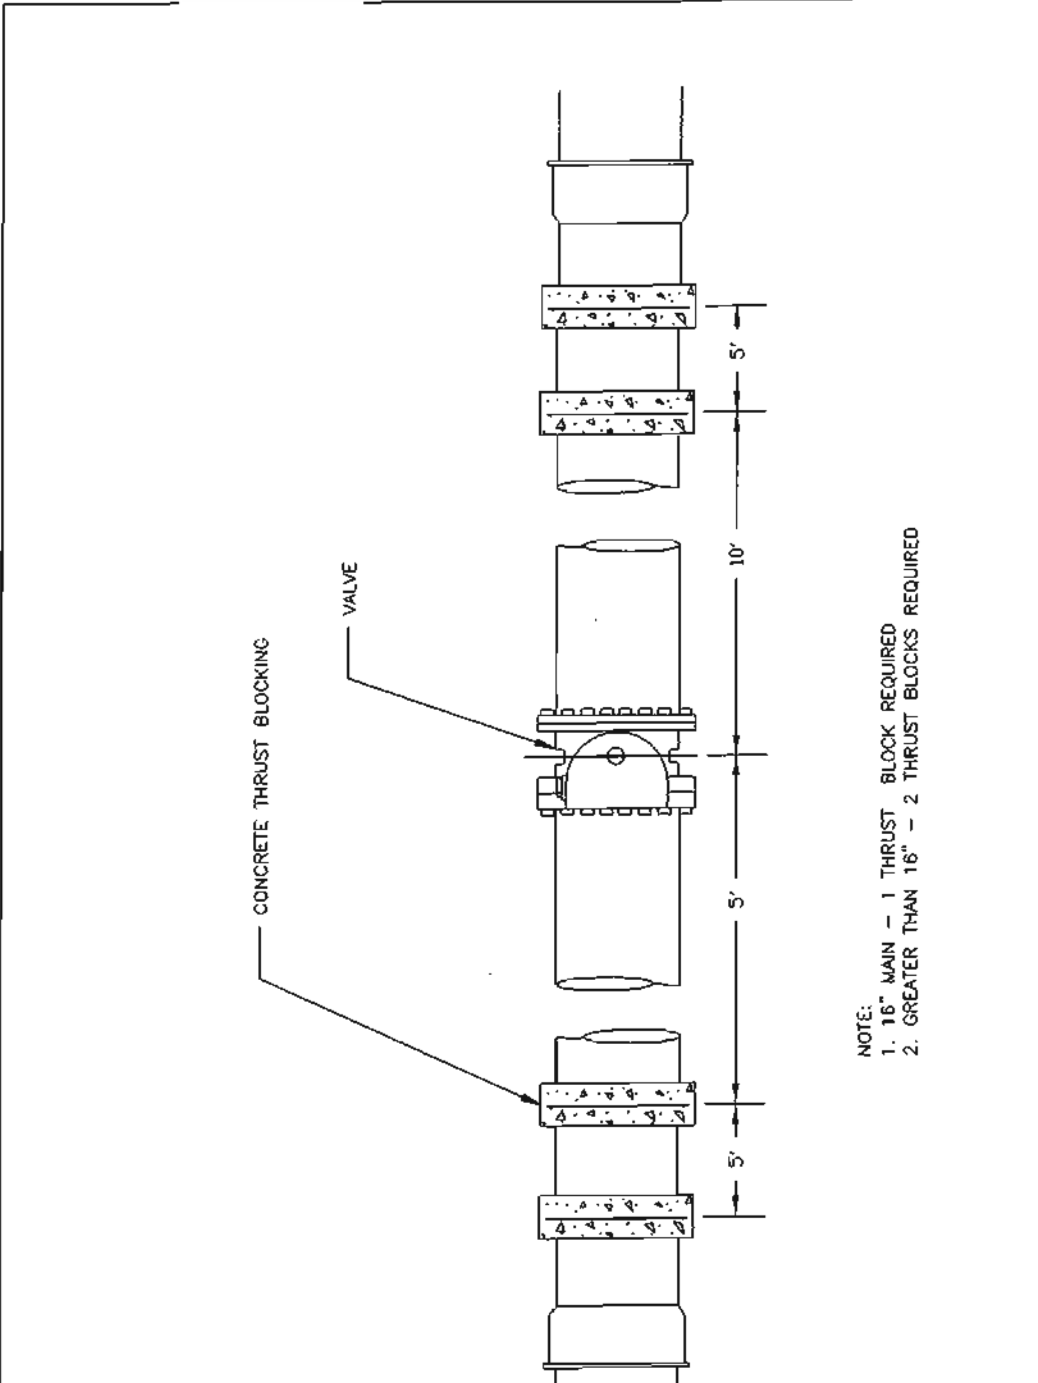 CONCRETE THRUST BLOCKING
VALVE
5'
5'
10'
5'
NOTE:
1. 16" MAIN - 1 THRUST BLOCK REQUIRED
2. GREATER THAN 16" - 2 THRUST BLOCKS REQUIRED